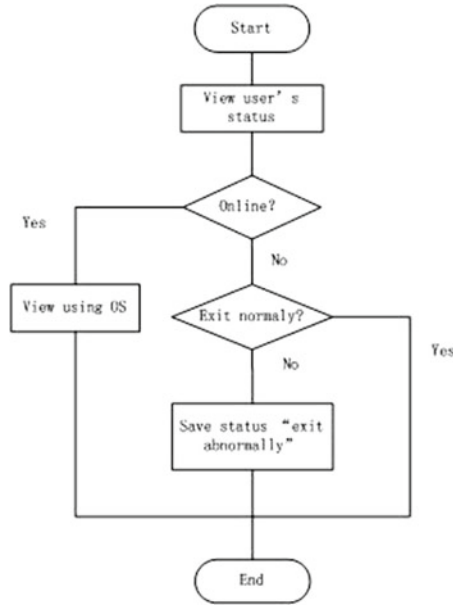 Start
View user's
status
Online?
Yes
No
View using OS
Exit normaly?
Yes
No
Save status “exit
abnormally”
End